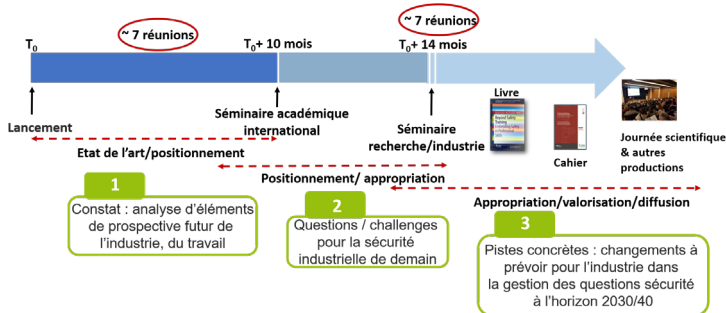 ~ 7 réunions
~ 7 réunions
T0
T0+ 10 mois
T0+ 14 mois
Lancement
Séminaire académique
international
Séminaire
recherche/industrie
Livre
Cahier
Journée scientifique
& autres
productions
Etat de l’art/positionnement
Positionnement/ appropriation
Appropriation/valorisation/diffusion
1
Constat : analyse d’éléments
de prospective futur de
l’industrie, du travail
2
Questions / challenges
pour la sécurité
industrielle de demain
3
Pistes concrètes : changements à
prévoir pour l’industrie dans
la gestion des questions sécurité
à l’horizon 2030/40
Beyond Safety
Training